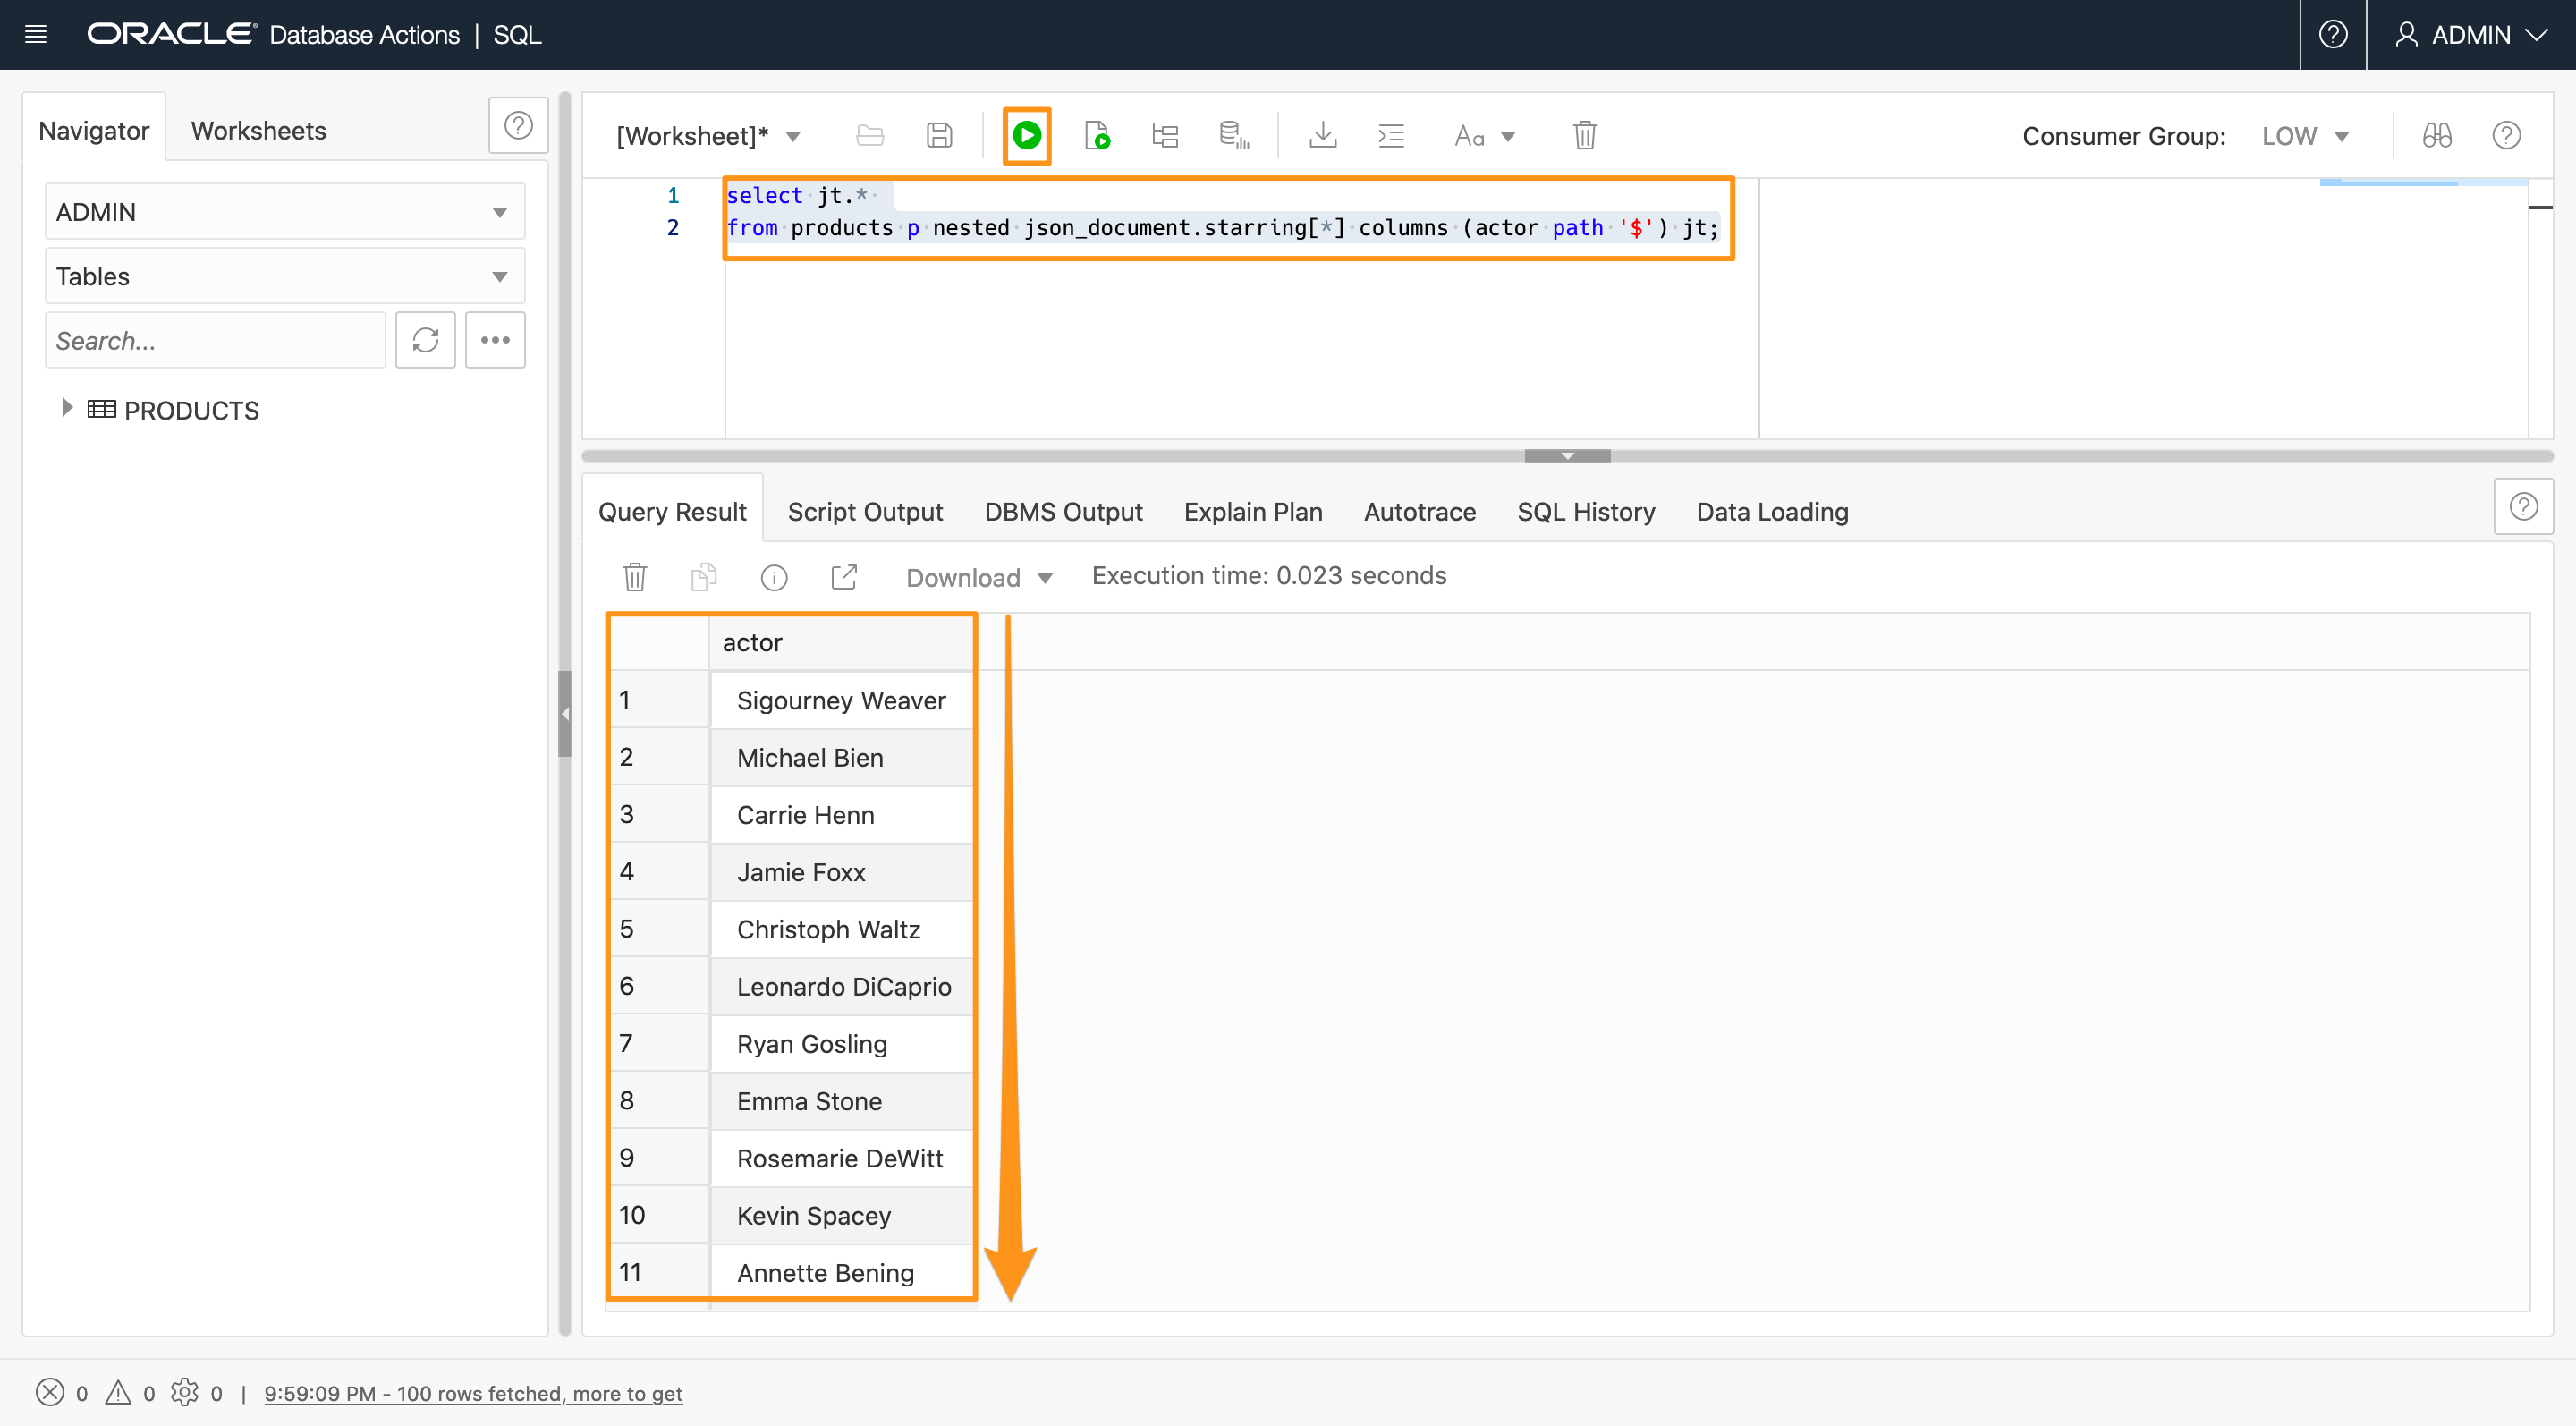 ORACLE Database Actions | SQL
ADMIN
Navigator
Worksheets
ADMIN
Tables
Search...
PRODUCTS
[Worksheet]*
Aa
Consumer Group: LOW
1 select jt.*
2 from products p nested json_document.starring[*] columns (actor path '$') jt;
Query Result
Script Output
DBMS Output
Explain Plan
Autotrace
SQL History
Data Loading
Download
Execution time: 0.023 seconds
actor
1 Sigourney Weaver
2 Michael Bien
3 Carrie Henn
4 Jamie Foxx
5 Christoph Waltz
6 Leonardo DiCaprio
7 Ryan Gosling
8 Emma Stone
9 Rosemarie DeWitt
10 Kevin Spacey
11 Annette Bening
0 0 0 | 9:59:09 PM - 100 rows fetched, more to get